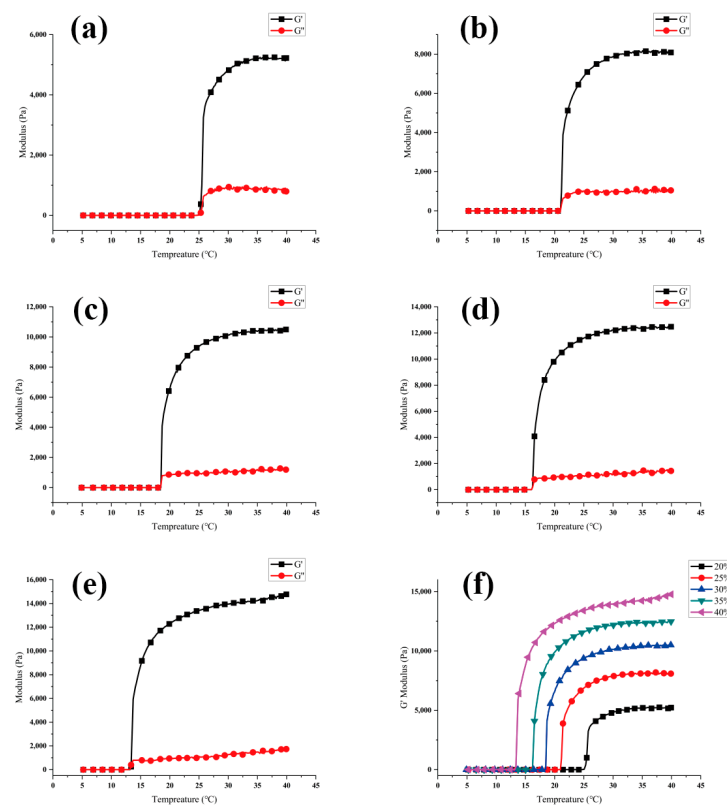 (a)
G'
G"
6,000
4,000
2,000
0
Modulus (Pa)
0 5 10 15 20 25 30 35 40 45
Tempreature (℃)
(b)
G'
G"
8,000
6,000
4,000
2,000
0
Modulus (Pa)
0 5 10 15 20 25 30 35 40 45
Tempreature (℃)
(c)
G'
G"
12,000
10,000
8,000
6,000
4,000
2,000
0
Modulus (Pa)
0 5 10 15 20 25 30 35 40 45
Tempreature (℃)
(d)
G'
G"
14,000
12,000
10,000
8,000
6,000
4,000
2,000
0
Modulus (Pa)
0 5 10 15 20 25 30 35 40 45
Tempreature (℃)
(e)
G'
G"
16,000
14,000
12,000
10,000
8,000
6,000
4,000
2,000
0
Modulus (Pa)
0 5 10 15 20 25 30 35 40 45
Tempreature (℃)
(f)
20%
25%
30%
35%
40%
15,000
10,000
5,000
0
G' Modulus (Pa)
0 5 10 15 20 25 30 35 40 45
Tempreature (℃)